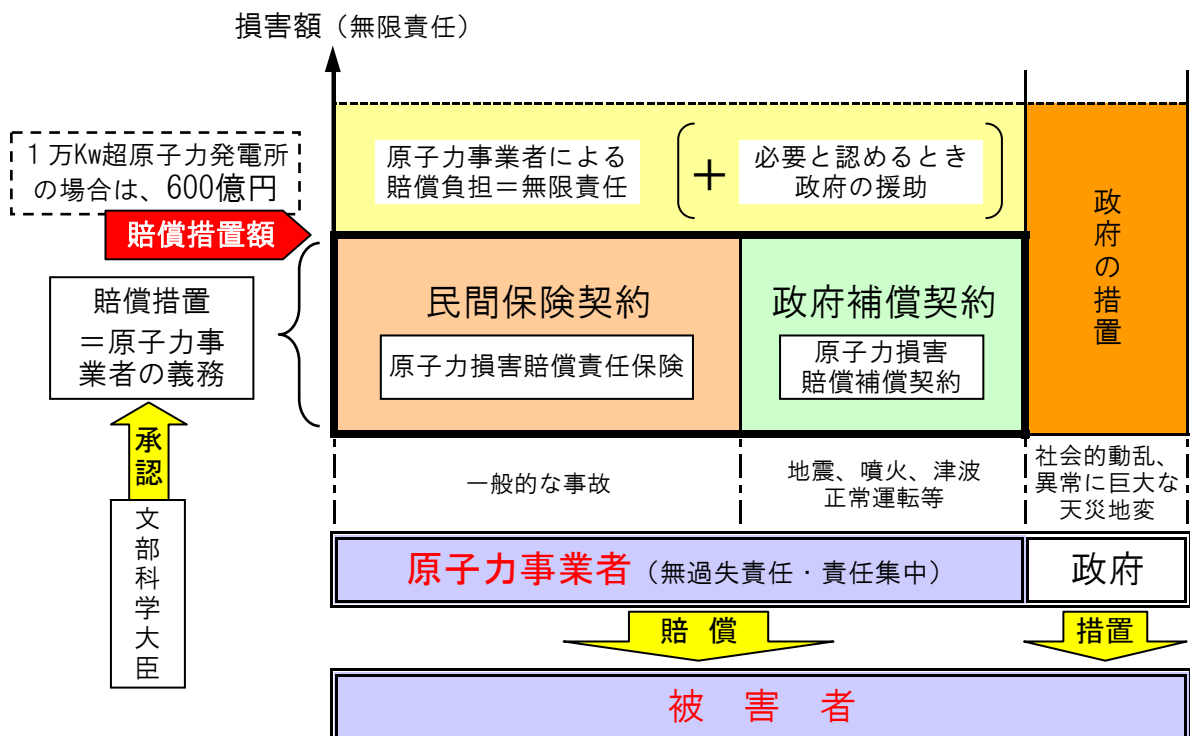 損害額（無限責任）
１万Kw超原子力発電所
の場合は、600億円
賠償措置額
原子力事業者による
賠償負担＝無限責任
＋
必要と認めるとき
政府の援助
政府の措置
賠償措置
＝原子力事
業者の義務
民間保険契約
原子力損害賠償責任保険
政府補償契約
原子力損害
賠償補償契約
承認
文部科学大臣
一般的な事故
地震、噴火、津波
正常運転等
社会的動乱、
異常に巨大な
天災地変
原子力事業者（無過失責任・責任集中）
政府
賠 償
措置
被 害 者